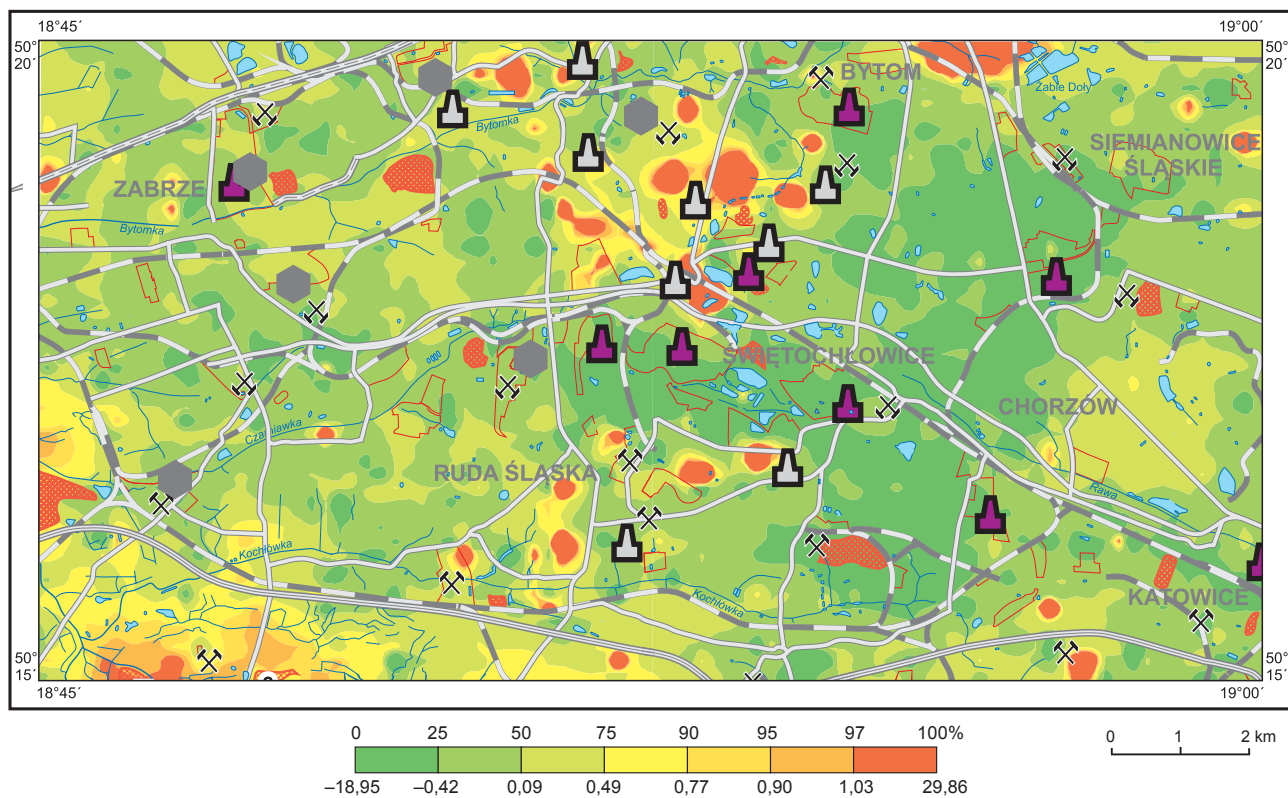 18°45´
19°00´
50°
20´
50°
20´
BYTOM
Żabie Doły
Bytomka
SIEMIANOWICE
ŚLĄSKIE
ZABRZE
Bytomka
ŚWIĘTOCHŁOWICE
CHORZÓW
Czarniawka
RUDA ŚLĄSKA
Rawa
Kochłówka
Kochłówka
KATOWICE
50°
15´
50°
15´
18°45´
19°00´
0 25 50 75 90 95 97 100%
–18,95 –0,42 0,09 0,49 0,77 0,90 1,03 29,86
0 1 2 km